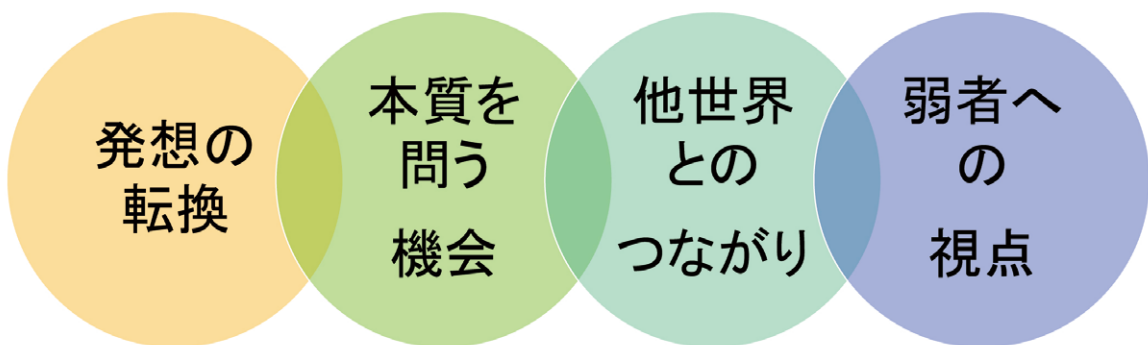 発想の
転換
本質を
問う
機会
他世界
との
つながり
弱者へ
の
視点